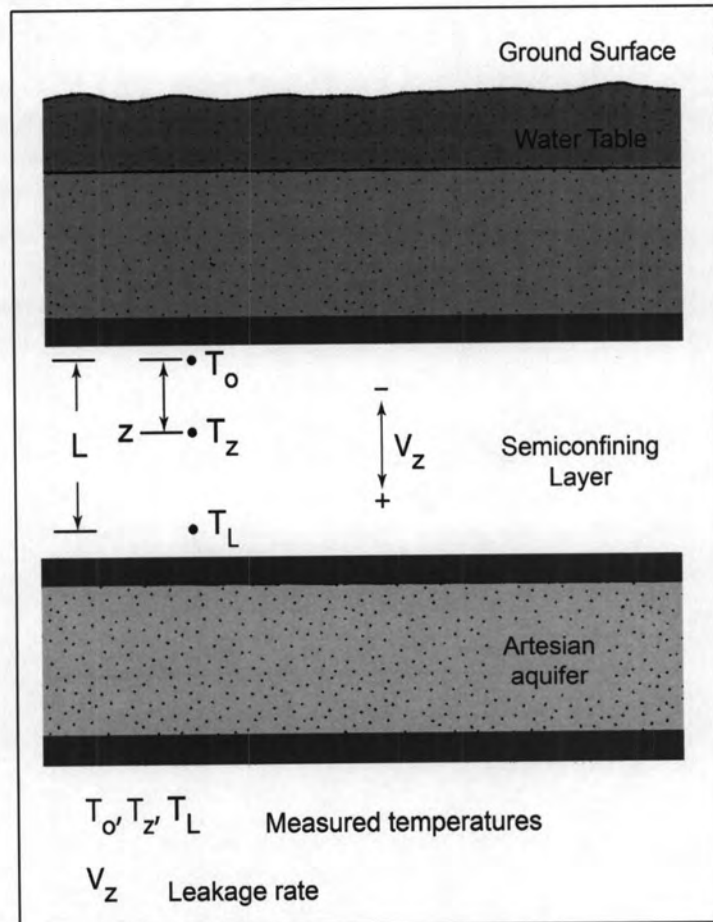 Ground Surface
Water Table
T_o
L
z
T_z
−
V_z
+
Semiconfining
Layer
T_L
Artesian
aquifer
T_o, T_z, T_L Measured temperatures
V_z Leakage rate